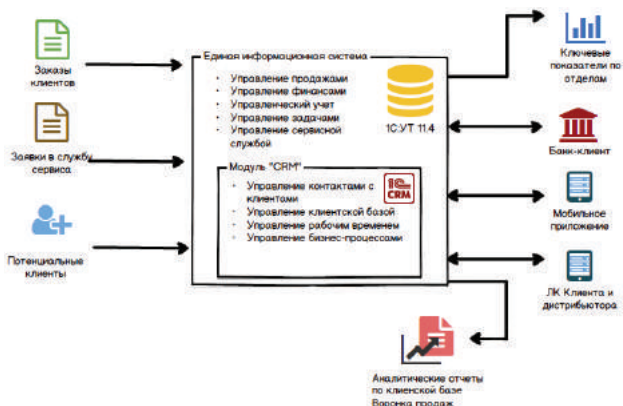 Заказы
клиентов
Заявки в службу
сервиса
Потенциальные
клиенты
Единая информационная система
· Управление продажами
· Управление финансами
· Управленческий учет
· Управление задачами
· Управление сервисной
службой
1С.УТ 11.4
Модуль "CRM"
· Управление контактами с
клиентами
· Управление клиентской базой
· Управление рабочим временем
· Управление бизнес-процессами
1С
CRM
Ключевые
показатели по
отделам
Банк-клиент
Мобильное
приложение
ЛК Клиента и
дистрибьютора
Аналитические отчеты
по клиенской базе
Воронка продаж